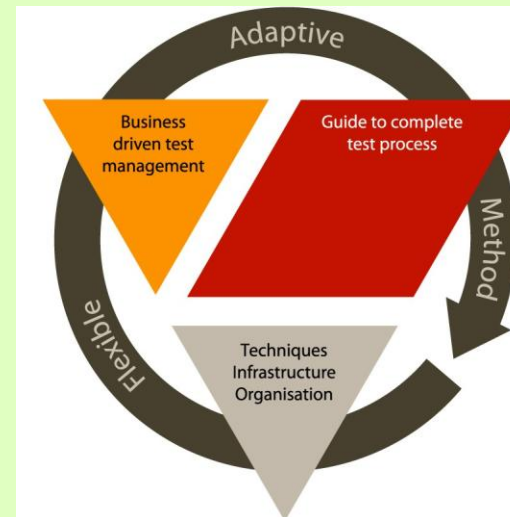 Adaptive
Business
driven test
management
Guide to complete
test process
Method
Flexible
Techniques
Infrastructure
Organisation